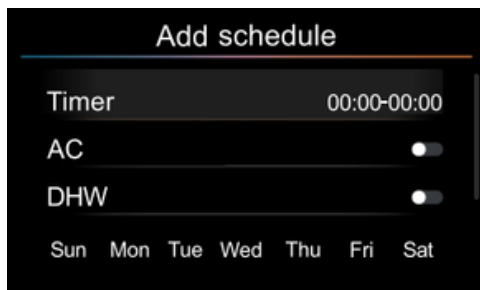 Add schedule
Timer 00:00-00:00
AC
DHW
Sun Mon Tue Wed Thu Fri Sat